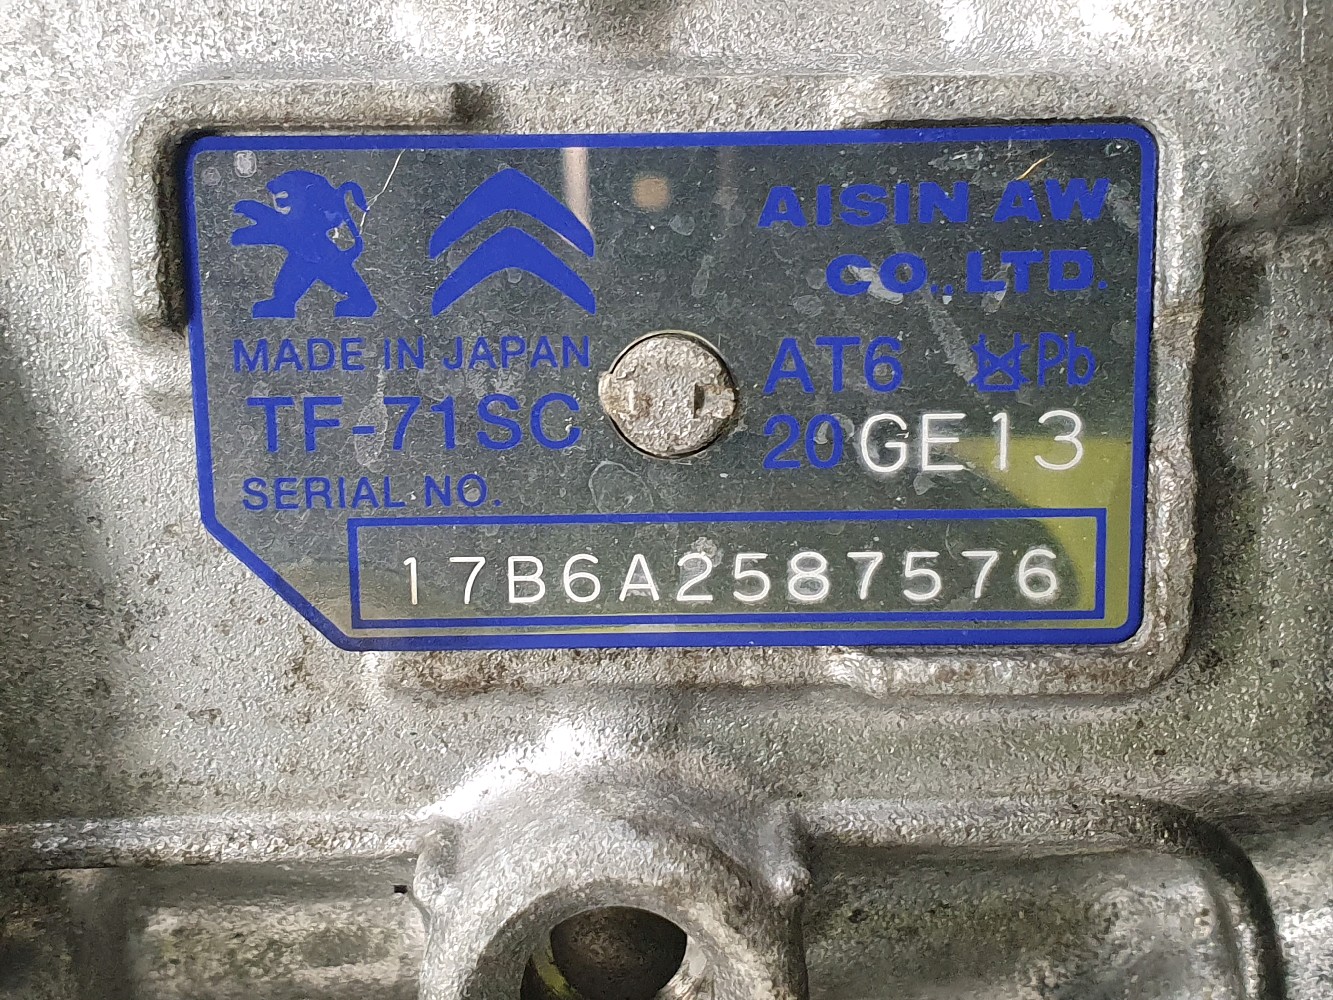 AISIN AW
CO., LTD.
MADE IN JAPAN
AT6 Pb
TF-71SC
20GE13
SERIAL NO.
17B6A2587576